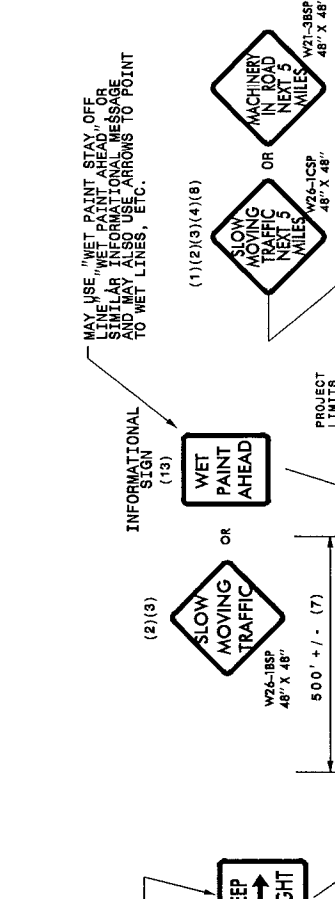 MAY USE "WET PAINT STAY OFF
LINE", "WET PAINT AHEAD", OR
SIMILAR INFORMATIONAL MESSAGE
AND MAY ALSO USE ARROWS TO POINT
TO WET LINES, ETC.
MACHINERY
IN ROAD
NEXT 5
MILES
W21-3BSP
48" X 48"
OR
(1)(2)(3)(4)(8)
SLOW
MOVING
TRAFFIC
NEXT 5
MILES
W26-1CSP
48" X 48"
PROJECT
LIMITS
INFORMATIONAL
SIGN
(13)
WET
PAINT
AHEAD
OR
(2)(3)
SLOW
MOVING
TRAFFIC
W26-1BSP
48" X 48"
500' +/- (7)